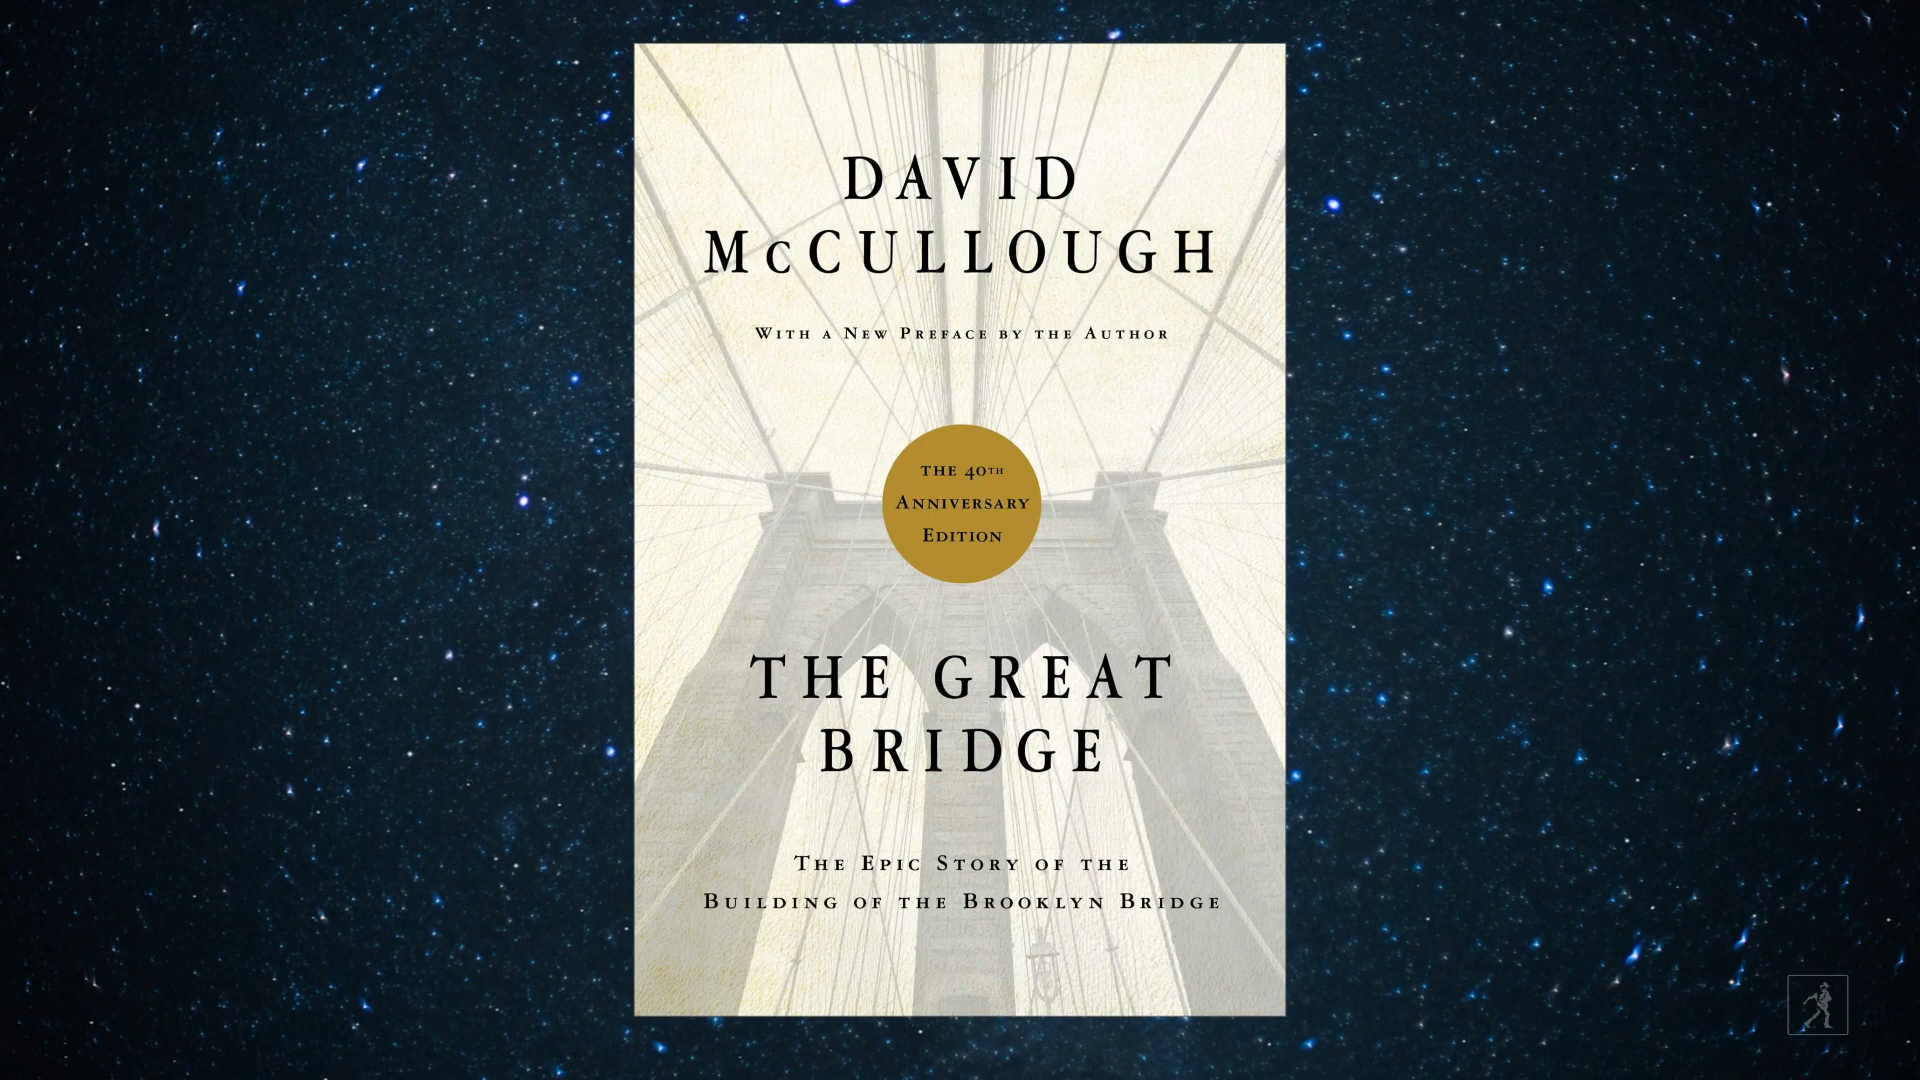 DAVID
McCULLOUGH
With a New Preface by the Author
THE 40TH
Anniversary
Edition
THE GREAT
BRIDGE
The Epic Story of the
Building of the Brooklyn Bridge